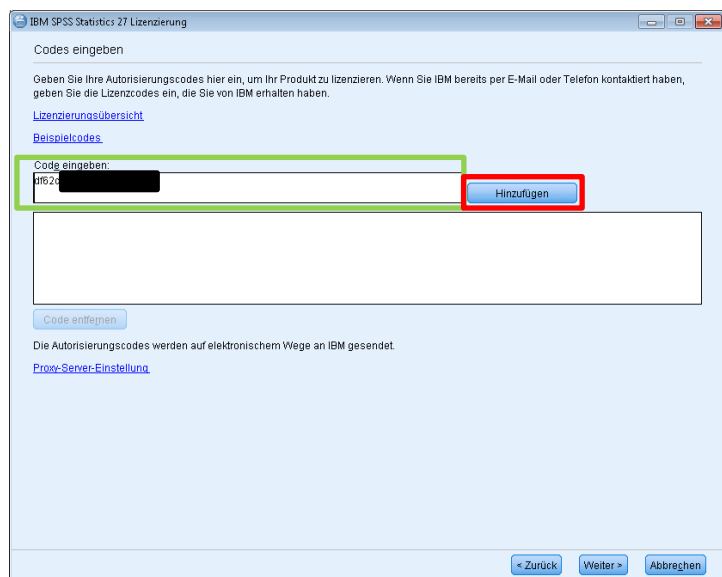 IBM SPSS Statistics 27 Lizenzierung
Codes eingeben
Geben Sie Ihre Autorisierungscodes hier ein, um Ihr Produkt zu lizenzieren. Wenn Sie IBM bereits per E-Mail oder Telefon kontaktiert haben,
geben Sie die Lizenzcodes ein, die Sie von IBM erhalten haben.
Lizenzierungsübersicht
Beispielcodes
Code eingeben:
df62c
Hinzufügen
Code entfernen
Die Autorisierungscodes werden auf elektronischem Wege an IBM gesendet.
Proxy-Server-Einstellung
< Zurück Weiter > Abbrechen